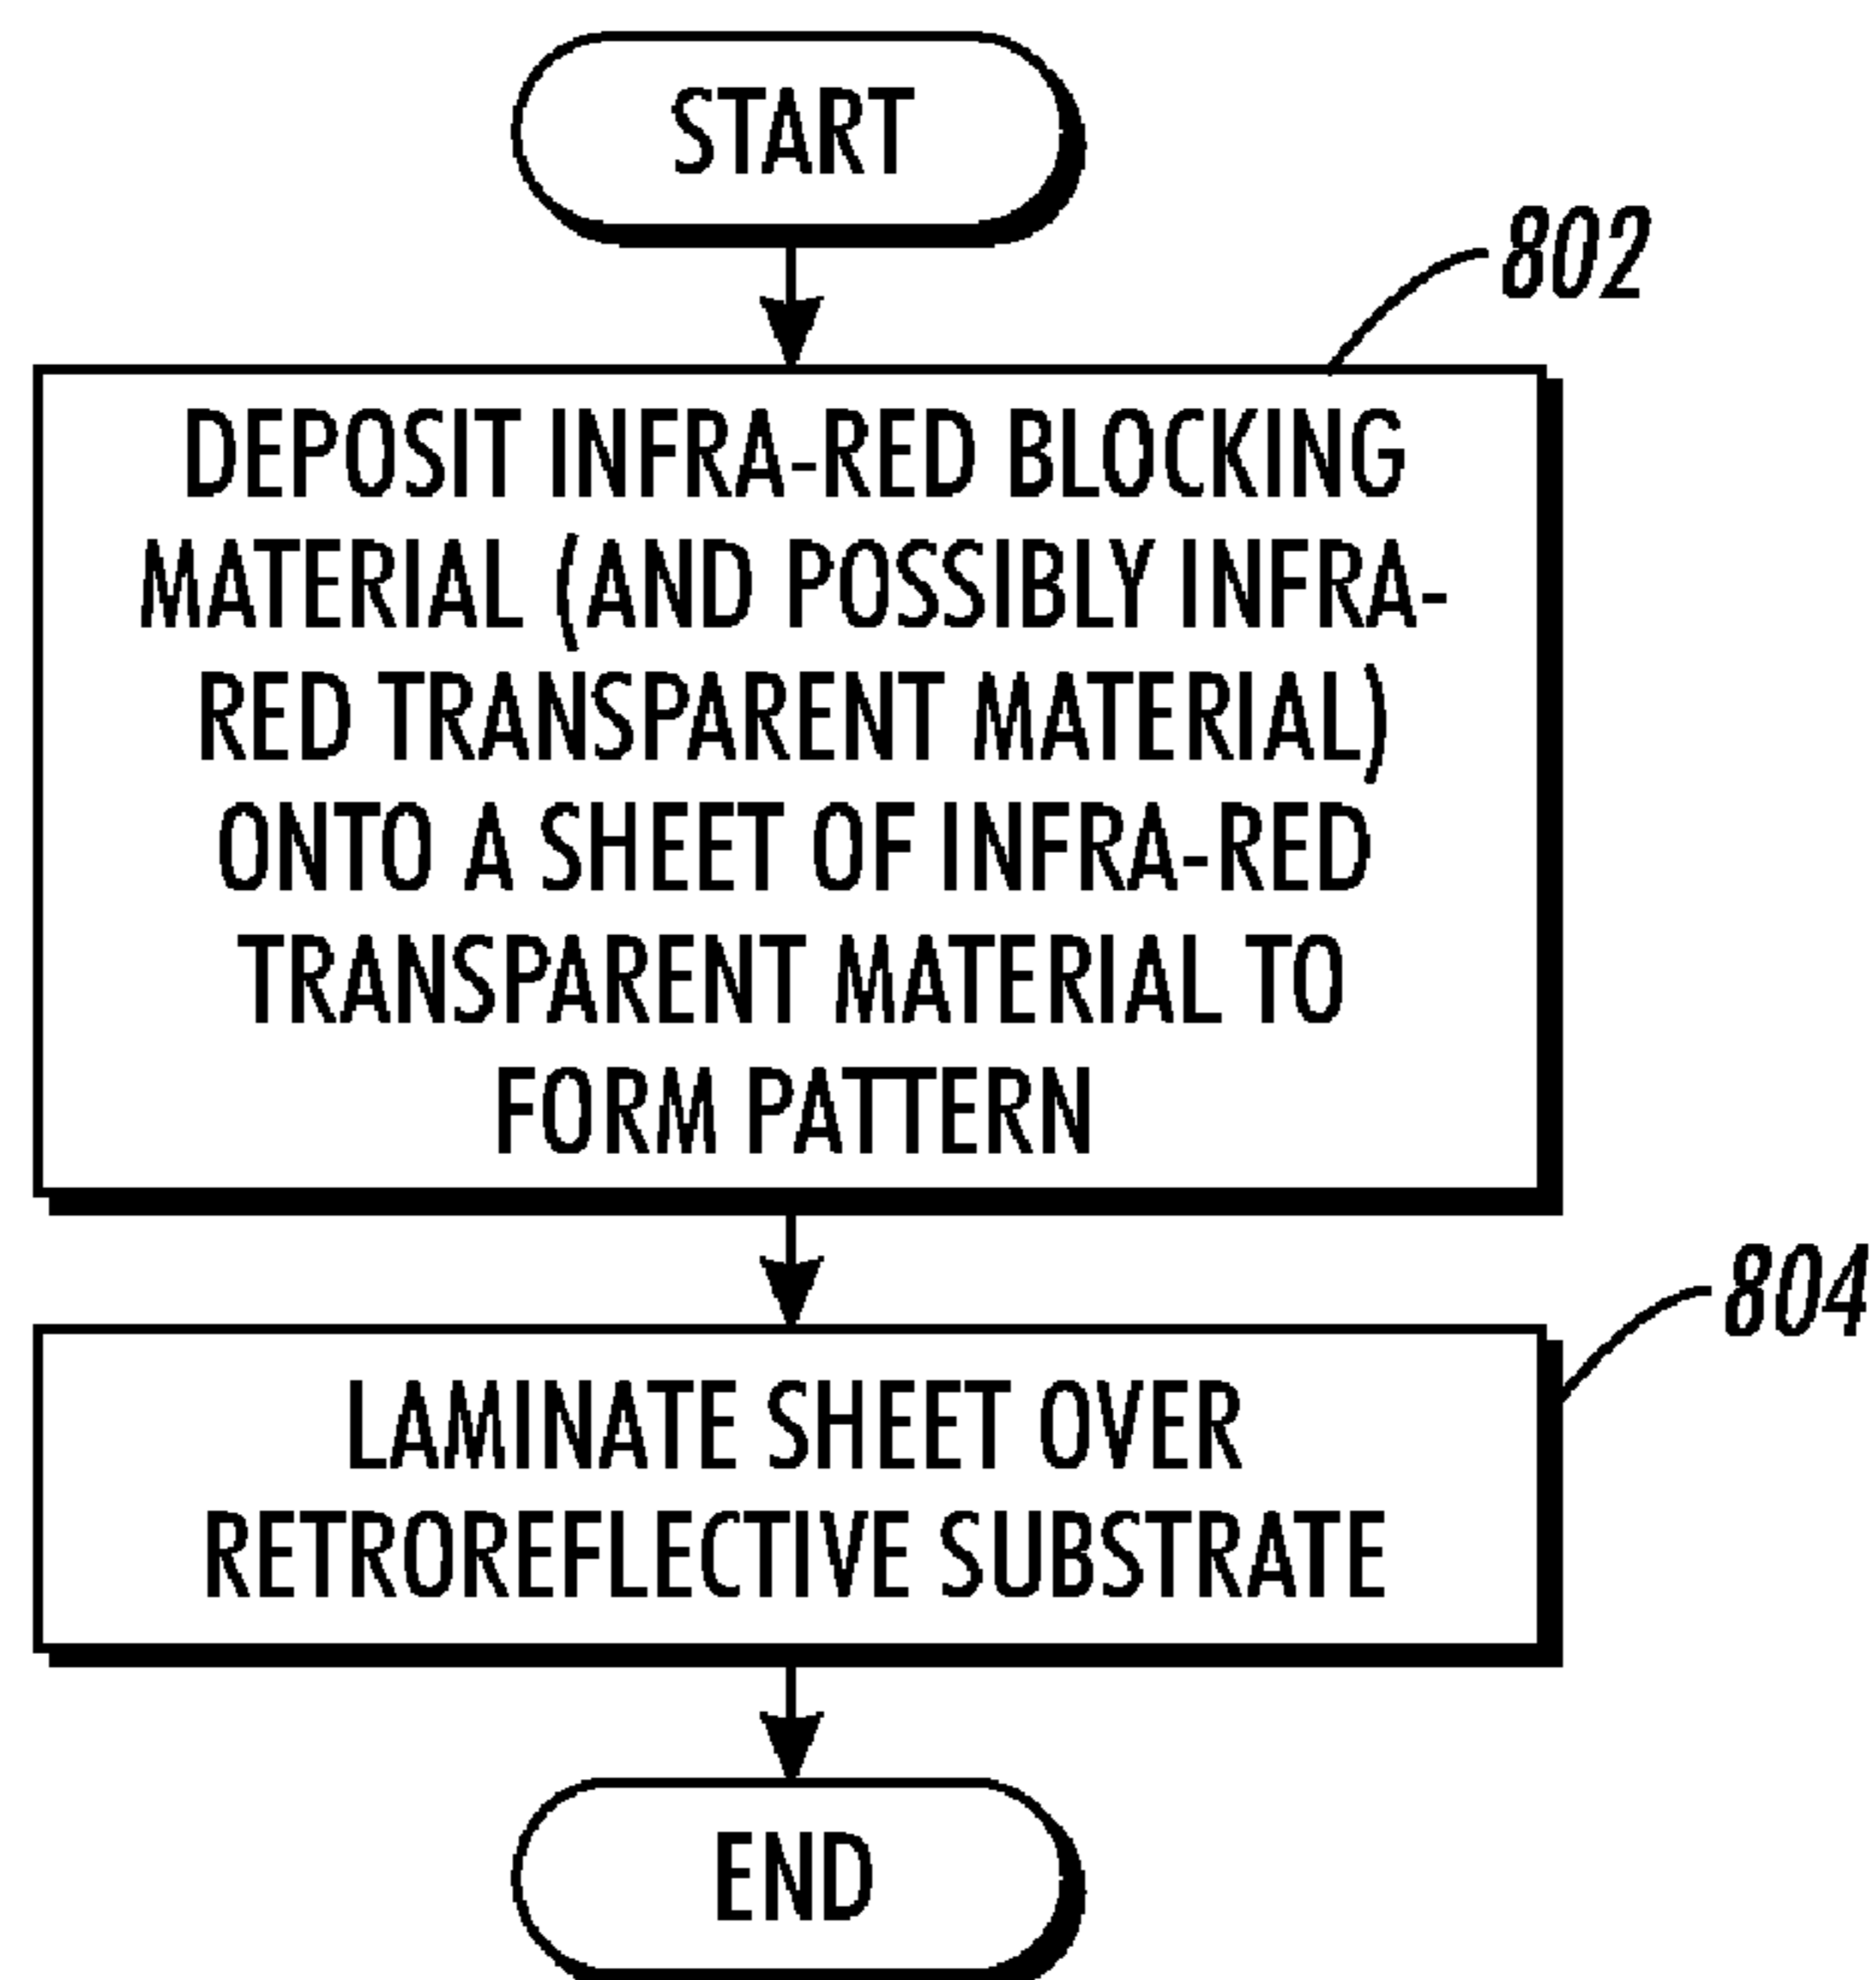 START
802
DEPOSIT INFRA-RED BLOCKING
MATERIAL (AND POSSIBLY INFRA-
RED TRANSPARENT MATERIAL)
ONTO A SHEET OF INFRA-RED
TRANSPARENT MATERIAL TO
FORM PATTERN
804
LAMINATE SHEET OVER
RETROREFLECTIVE SUBSTRATE
END